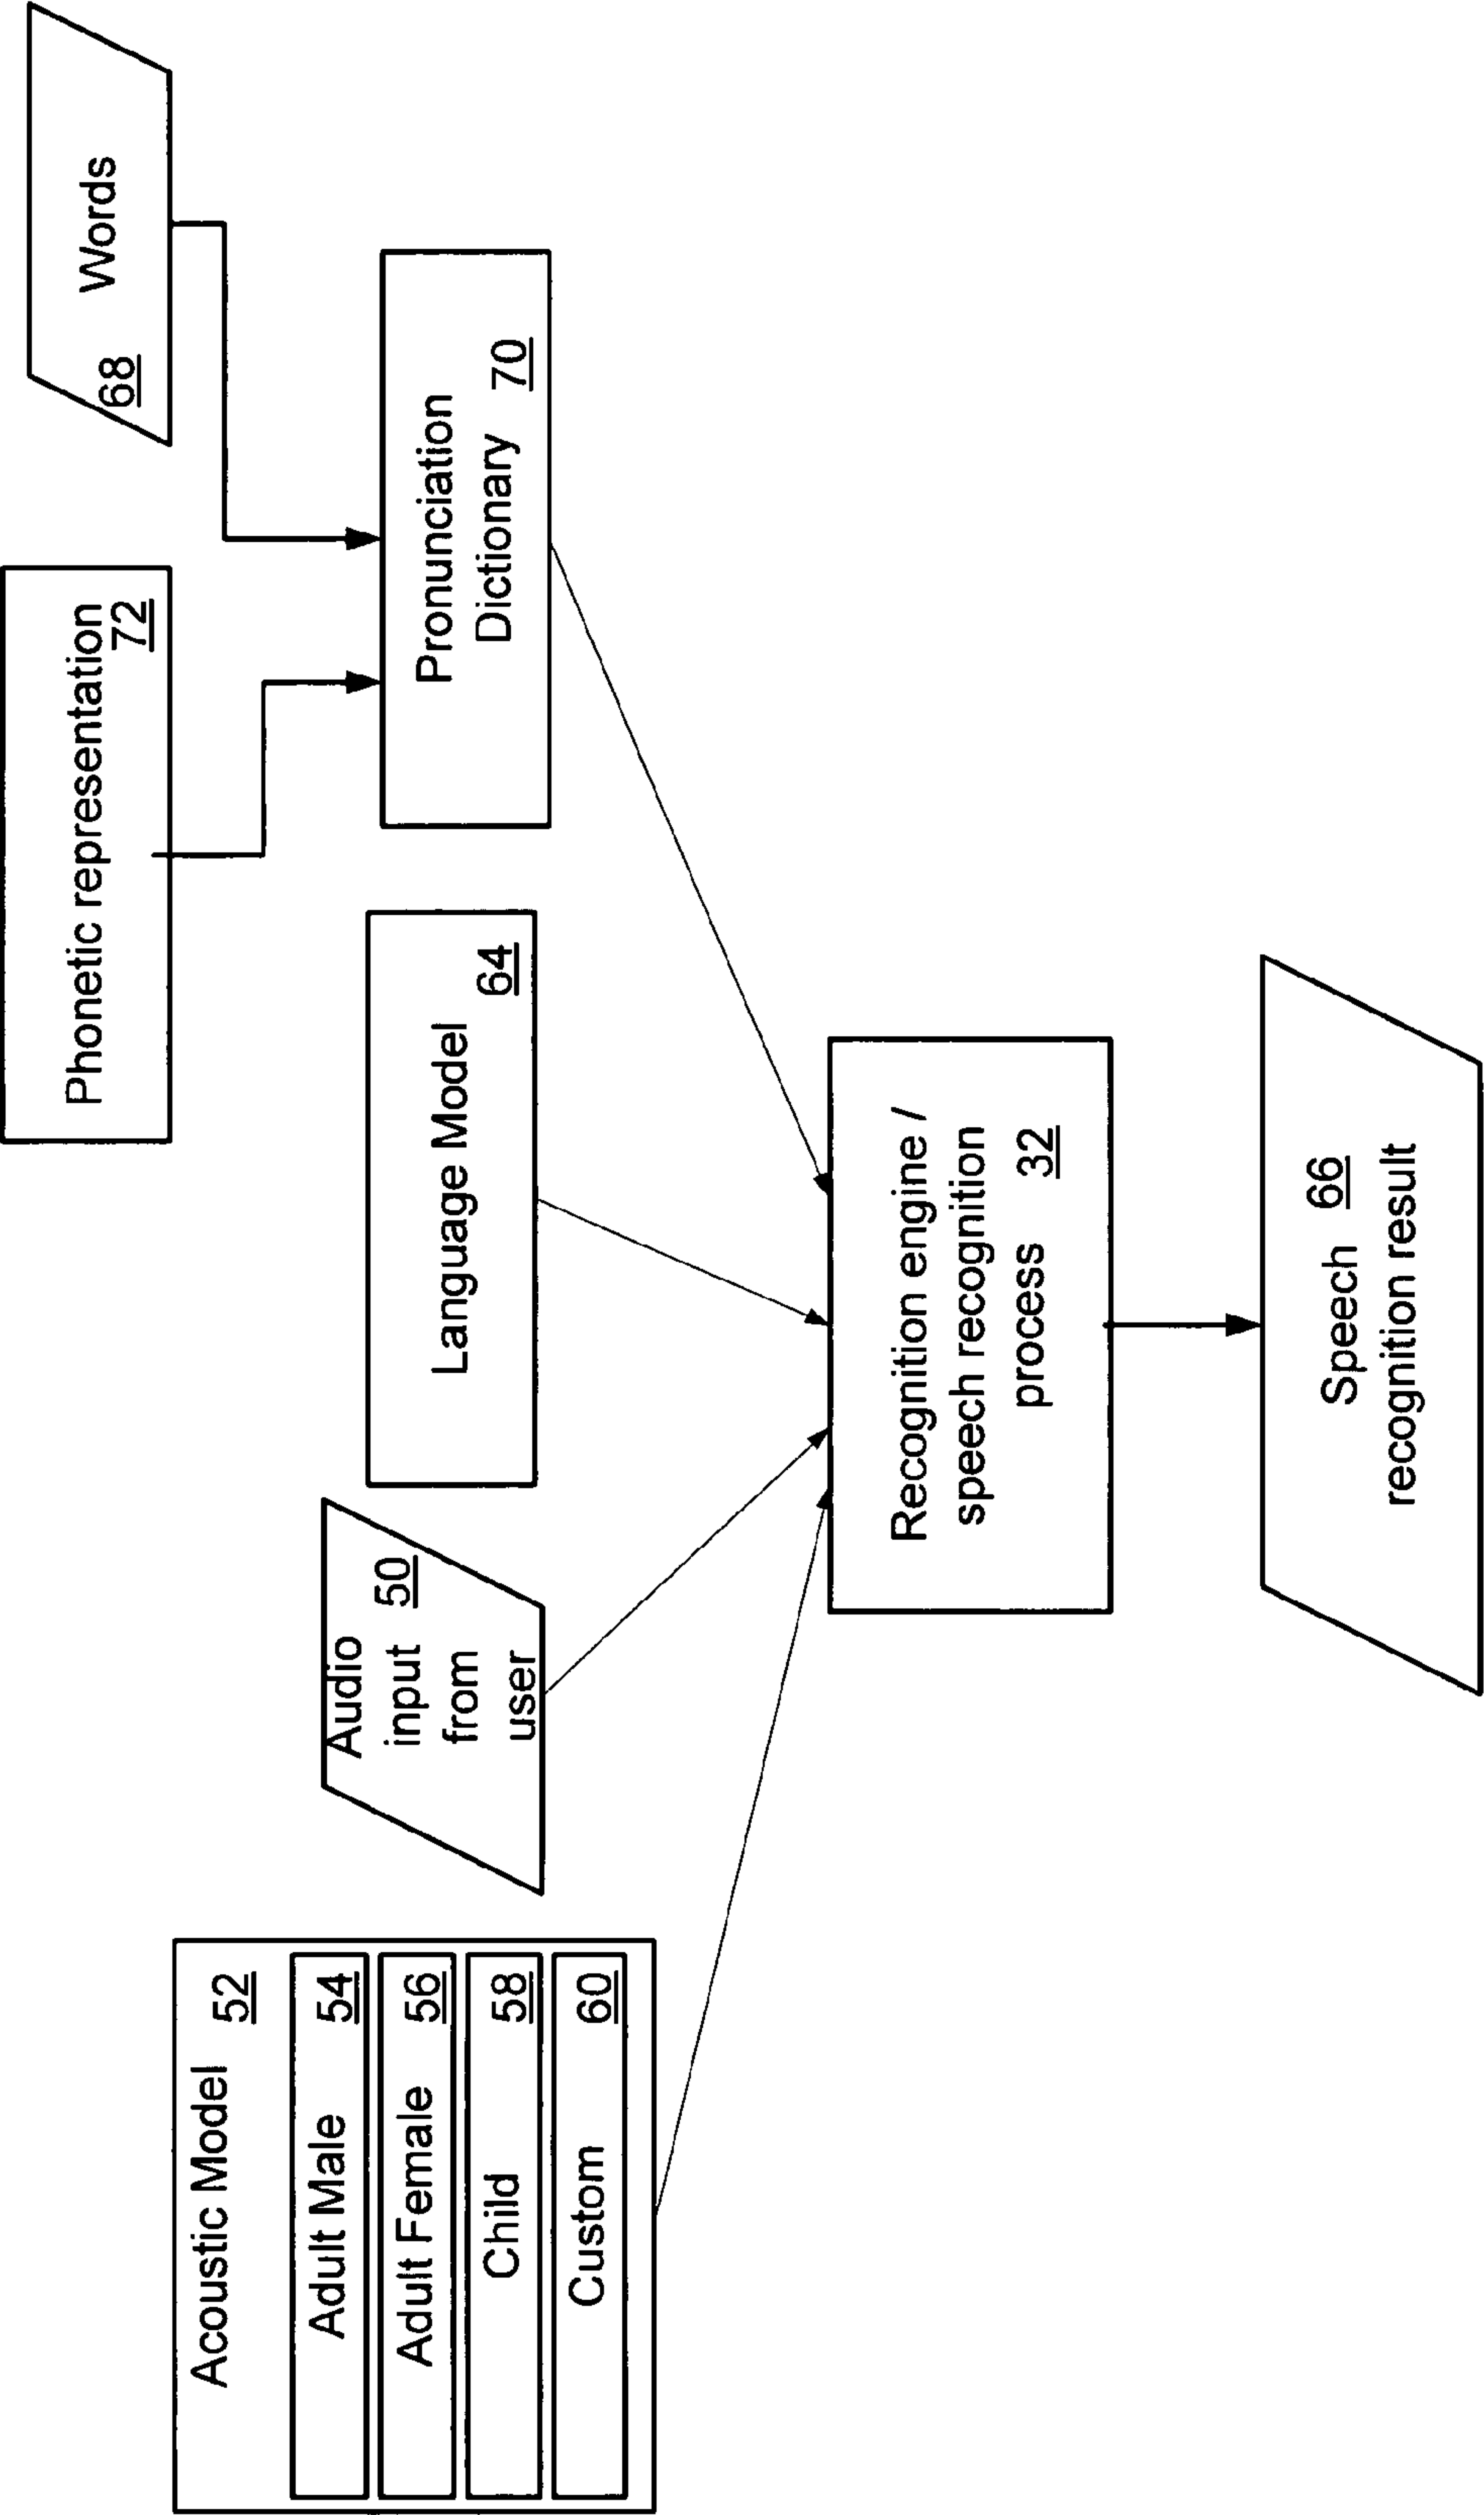 Phonetic representation
72
Words
68
Acoustic Model 52
Adult Male 54
Adult Female 56
Child 58
Custom 60
Audio
input 50
from
user
Language Model
64
Pronunciation
Dictionary 70
Recognition engine /
speech recognition
process 32
Speech 66
recognition result